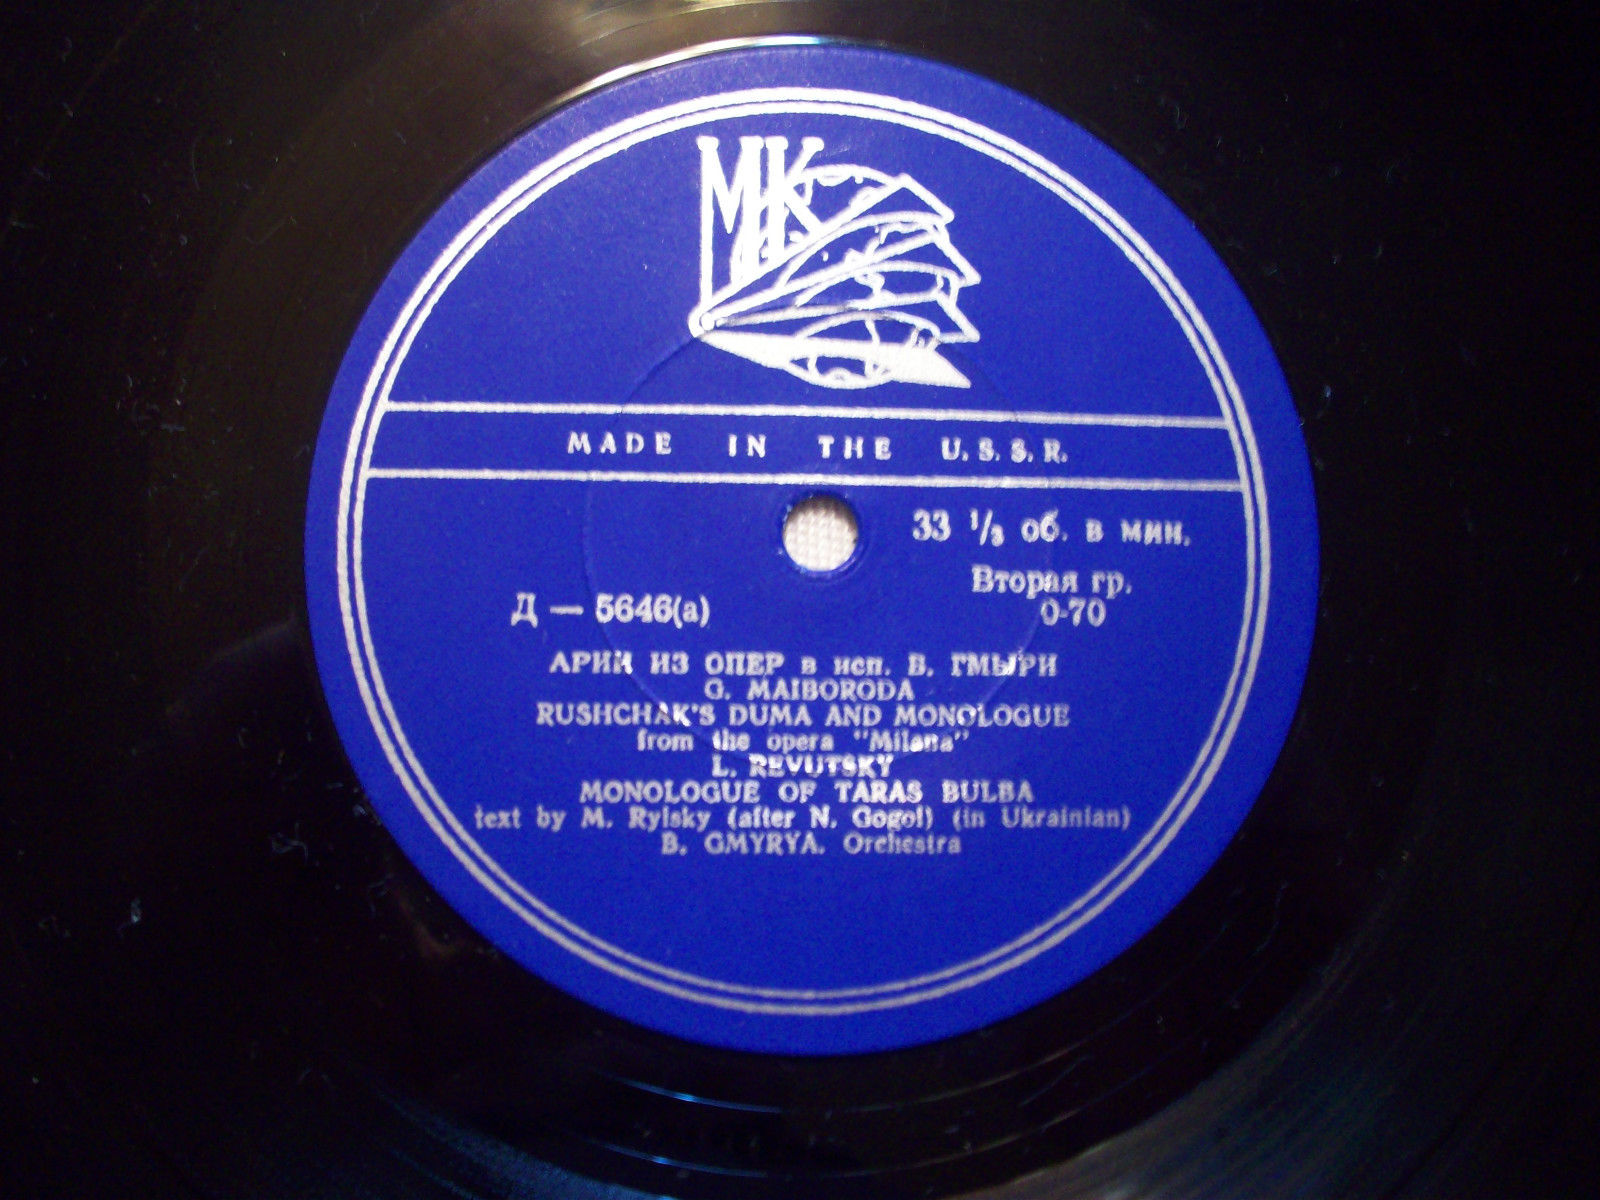 MK
MADE IN THE U.S.S.R.
33 1/3 об. в мин.
Вторая гр.
Д — 5646(а)
0-70
АРИИ ИЗ ОПЕР в исп. Б. ГМЫРИ
G. MAIBORODA
RUSHCHAK'S DUMA AND MONOLOGUE
from the opera "Milana"
L. REVUTSKY
MONOLOGUE OF TARAS BULBA
text by M. Rylsky (after N. Gogol) (in Ukrainian)
B. GMYRYA. Orchestra